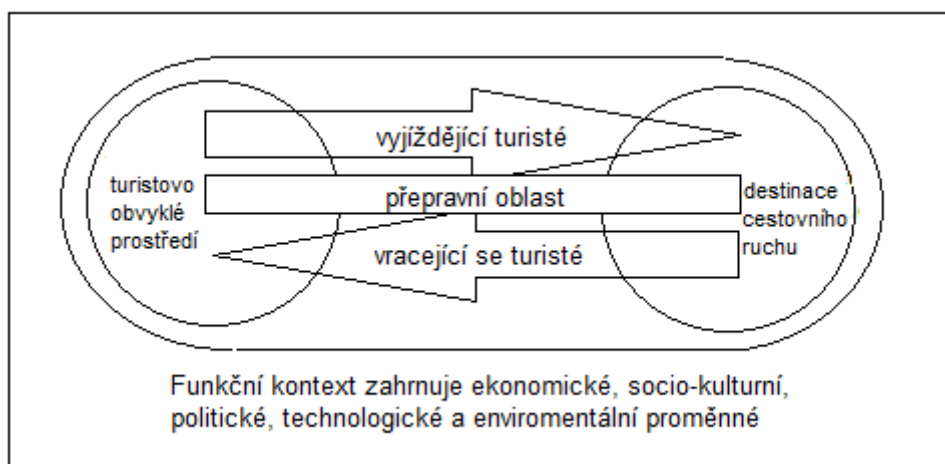 vyjíždějící turisté
turistovo
obvyklé
prostředí
přepravní oblast
destinace
cestovního
ruchu
vracející se turisté
Funkční kontext zahrnuje ekonomické, socio-kulturní,
politické, technologické a enviromentální proměnné